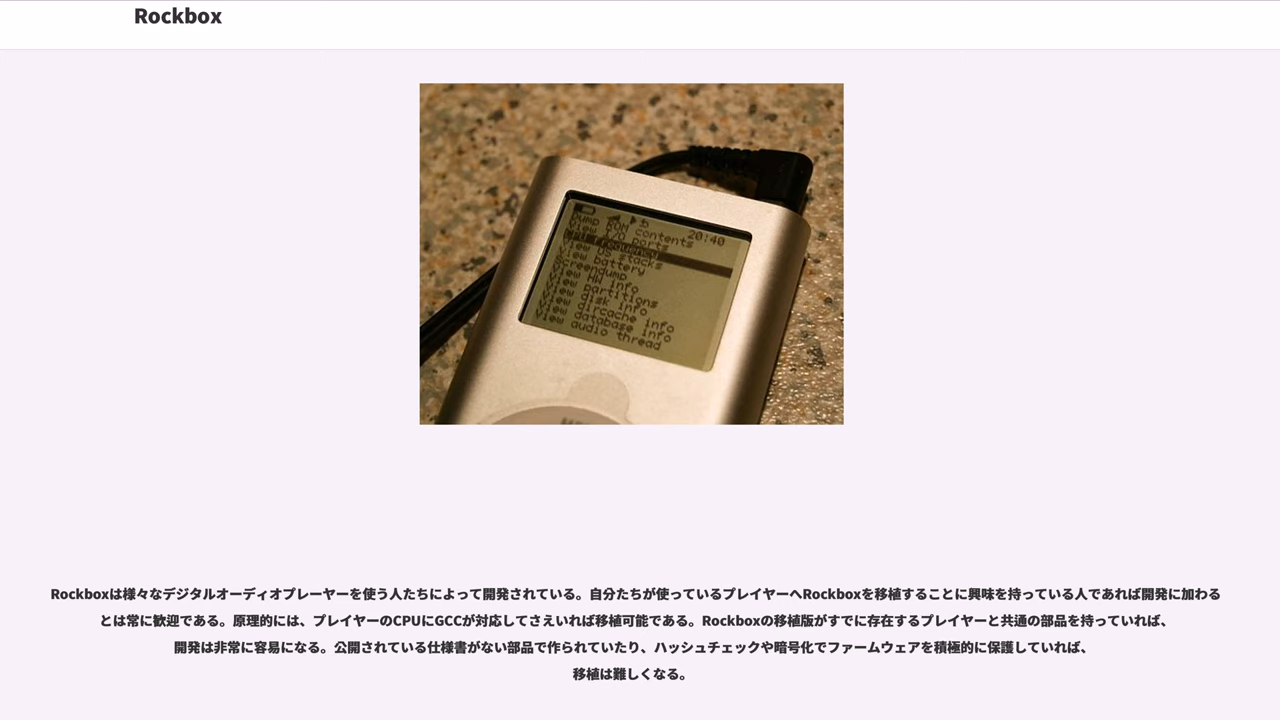 Rockbox
20:40
Dump ROM contents
View I/O ports
CPU frequency
View OS stacks
View battery
Screendump
View HW info
View partitions
View disk info
View dircache info
View database info
View audio thread
Rockboxは様々なデジタルオーディオプレーヤーを使う人たちによって開発されている。自分たちが使っているプレイヤーへRockboxを移植することに興味を持っている人であれば開発に加わる
とは常に歓迎である。原理的には、プレイヤーのCPUにGCCが対応してさえいれば移植可能である。Rockboxの移植版がすでに存在するプレイヤーと共通の部品を持っていれば、
開発は非常に容易になる。公開されている仕様書がない部品で作られていたり、ハッシュチェックや暗号化でファームウェアを積極的に保護していれば、
移植は難しくなる。